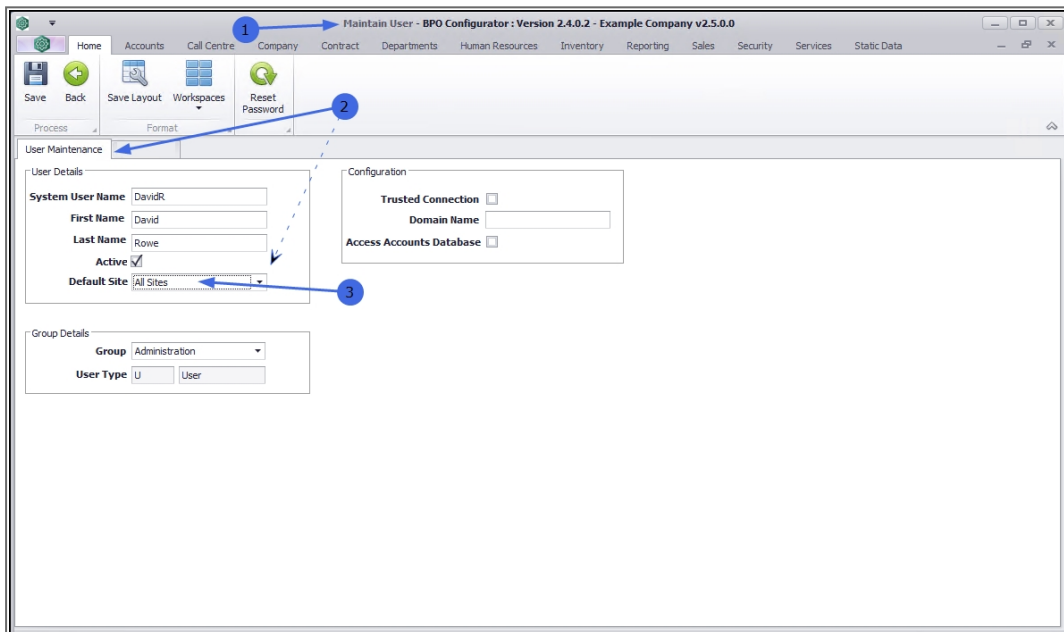 1
Maintain User - BPO Configurator : Version 2.4.0.2 - Example Company v2.5.0.0
Home Accounts Call Centre Company Contract Departments Human Resources Inventory Reporting Sales Security Services Static Data
Save Back Save Layout Workspaces Reset Password
2
Process Format
User Maintenance
User Details
System User Name DavidR
First Name David
Last Name Rowe
Active
Default Site All Sites
3
Configuration
Trusted Connection
Domain Name
Access Accounts Database
Group Details
Group Administration
User Type U User